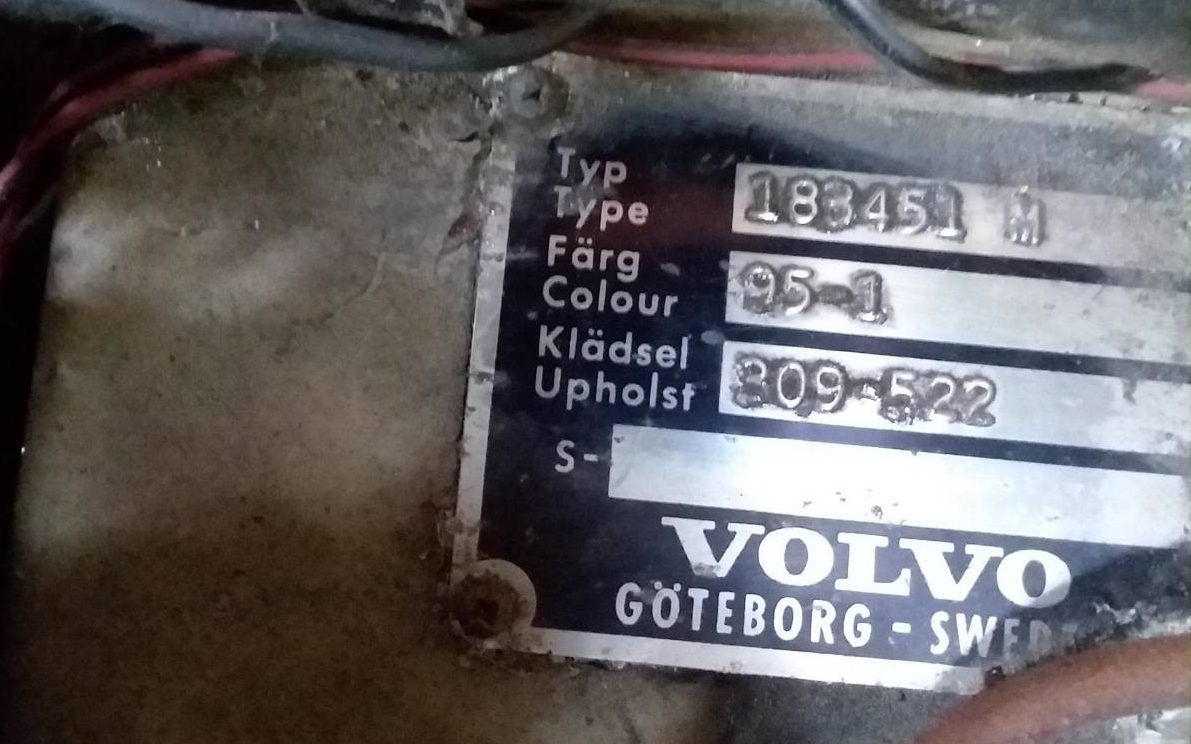 Typ
Type 183451 M
Färg
Colour 95-1
Klädsel
Upholst 309-522
S-
VOLVO
GÖTEBORG - SWED